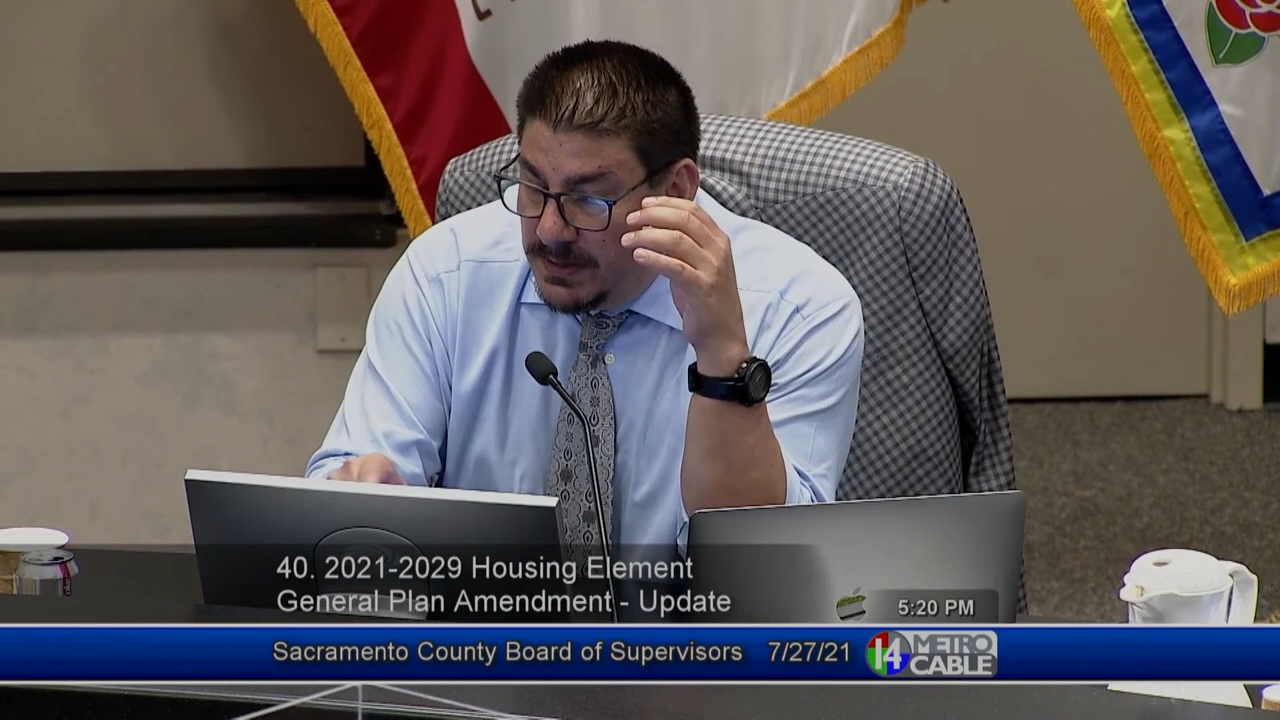 40. 2021-2029 Housing Element
General Plan Amendment - Update
5:20 PM
Sacramento County Board of Supervisors 7/27/21 14 METRO CABLE